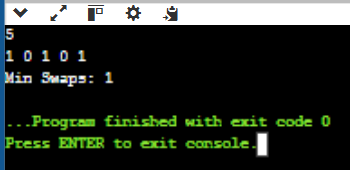 5
1 0 1 0 1
Min Swaps: 1
...Program finished with exit code 0
Press ENTER to exit console.